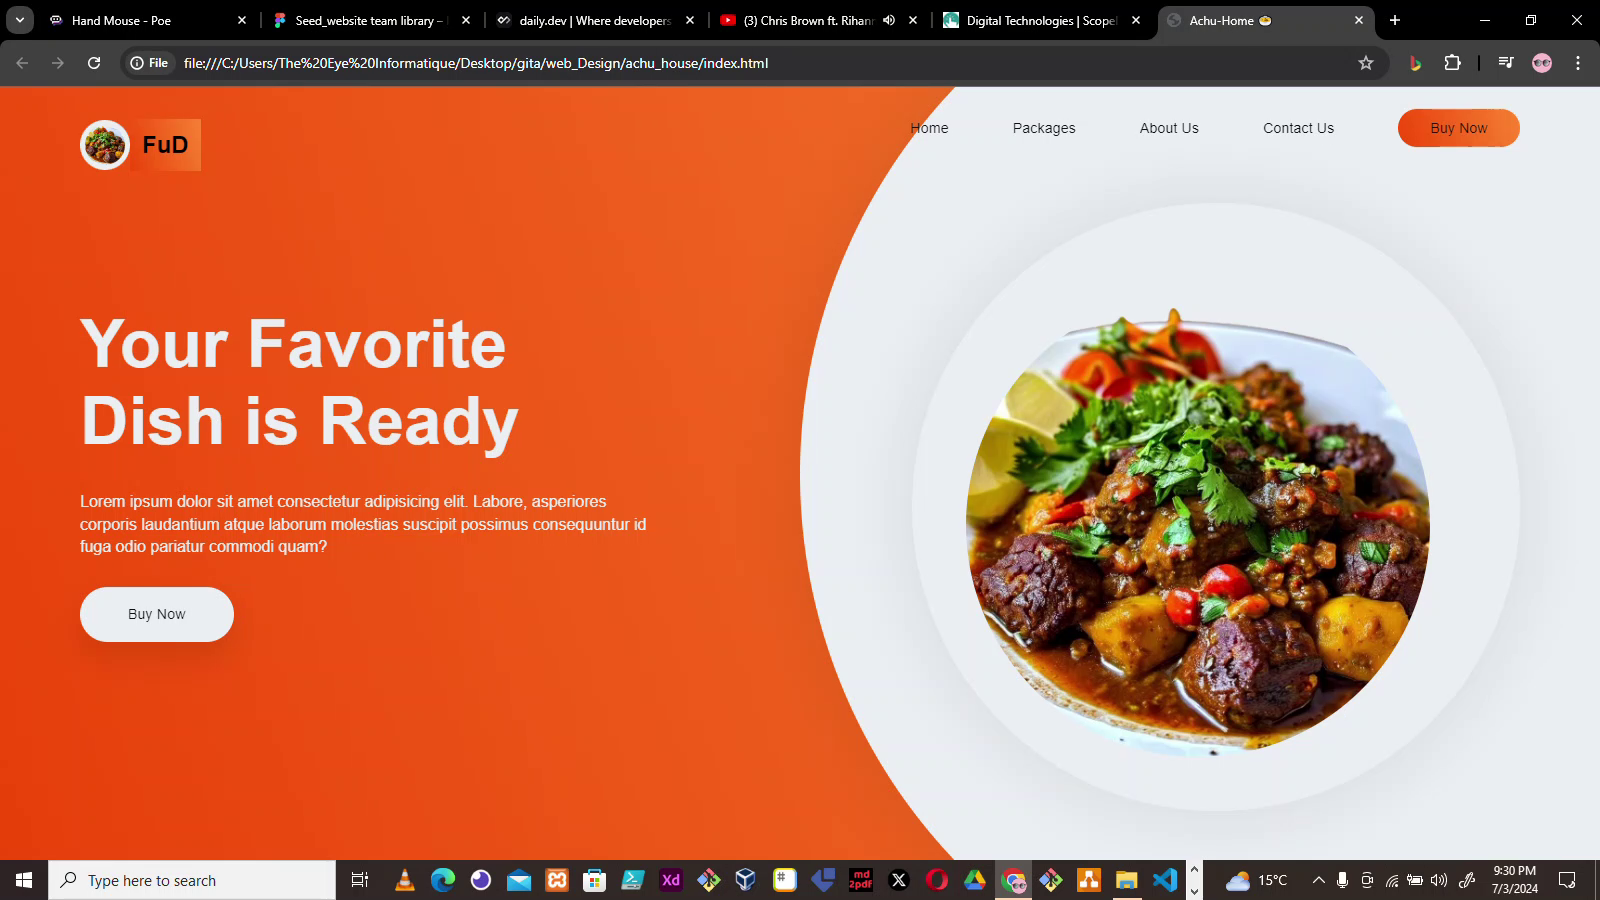 Hand Mouse - Poe
Seed_website team library –
daily.dev | Where developers
(3) Chris Brown ft. Rihann
Digital Technologies | Scope
Achu-Home
File
file:///C:/Users/The%20Eye%20Informatique/Desktop/gita/web_Design/achu_house/index.html
FuD
Home
Packages
About Us
Contact Us
Buy Now
Your Favorite
Dish is Ready
Lorem ipsum dolor sit amet consectetur adipisicing elit. Labore, asperiores
corporis laudantium atque laborum molestias suscipit possimus consequuntur id
fuga odio pariatur commodi quam?
Buy Now
Type here to search
Xd
md
2pdf
X
15°C
9:30 PM
7/3/2024